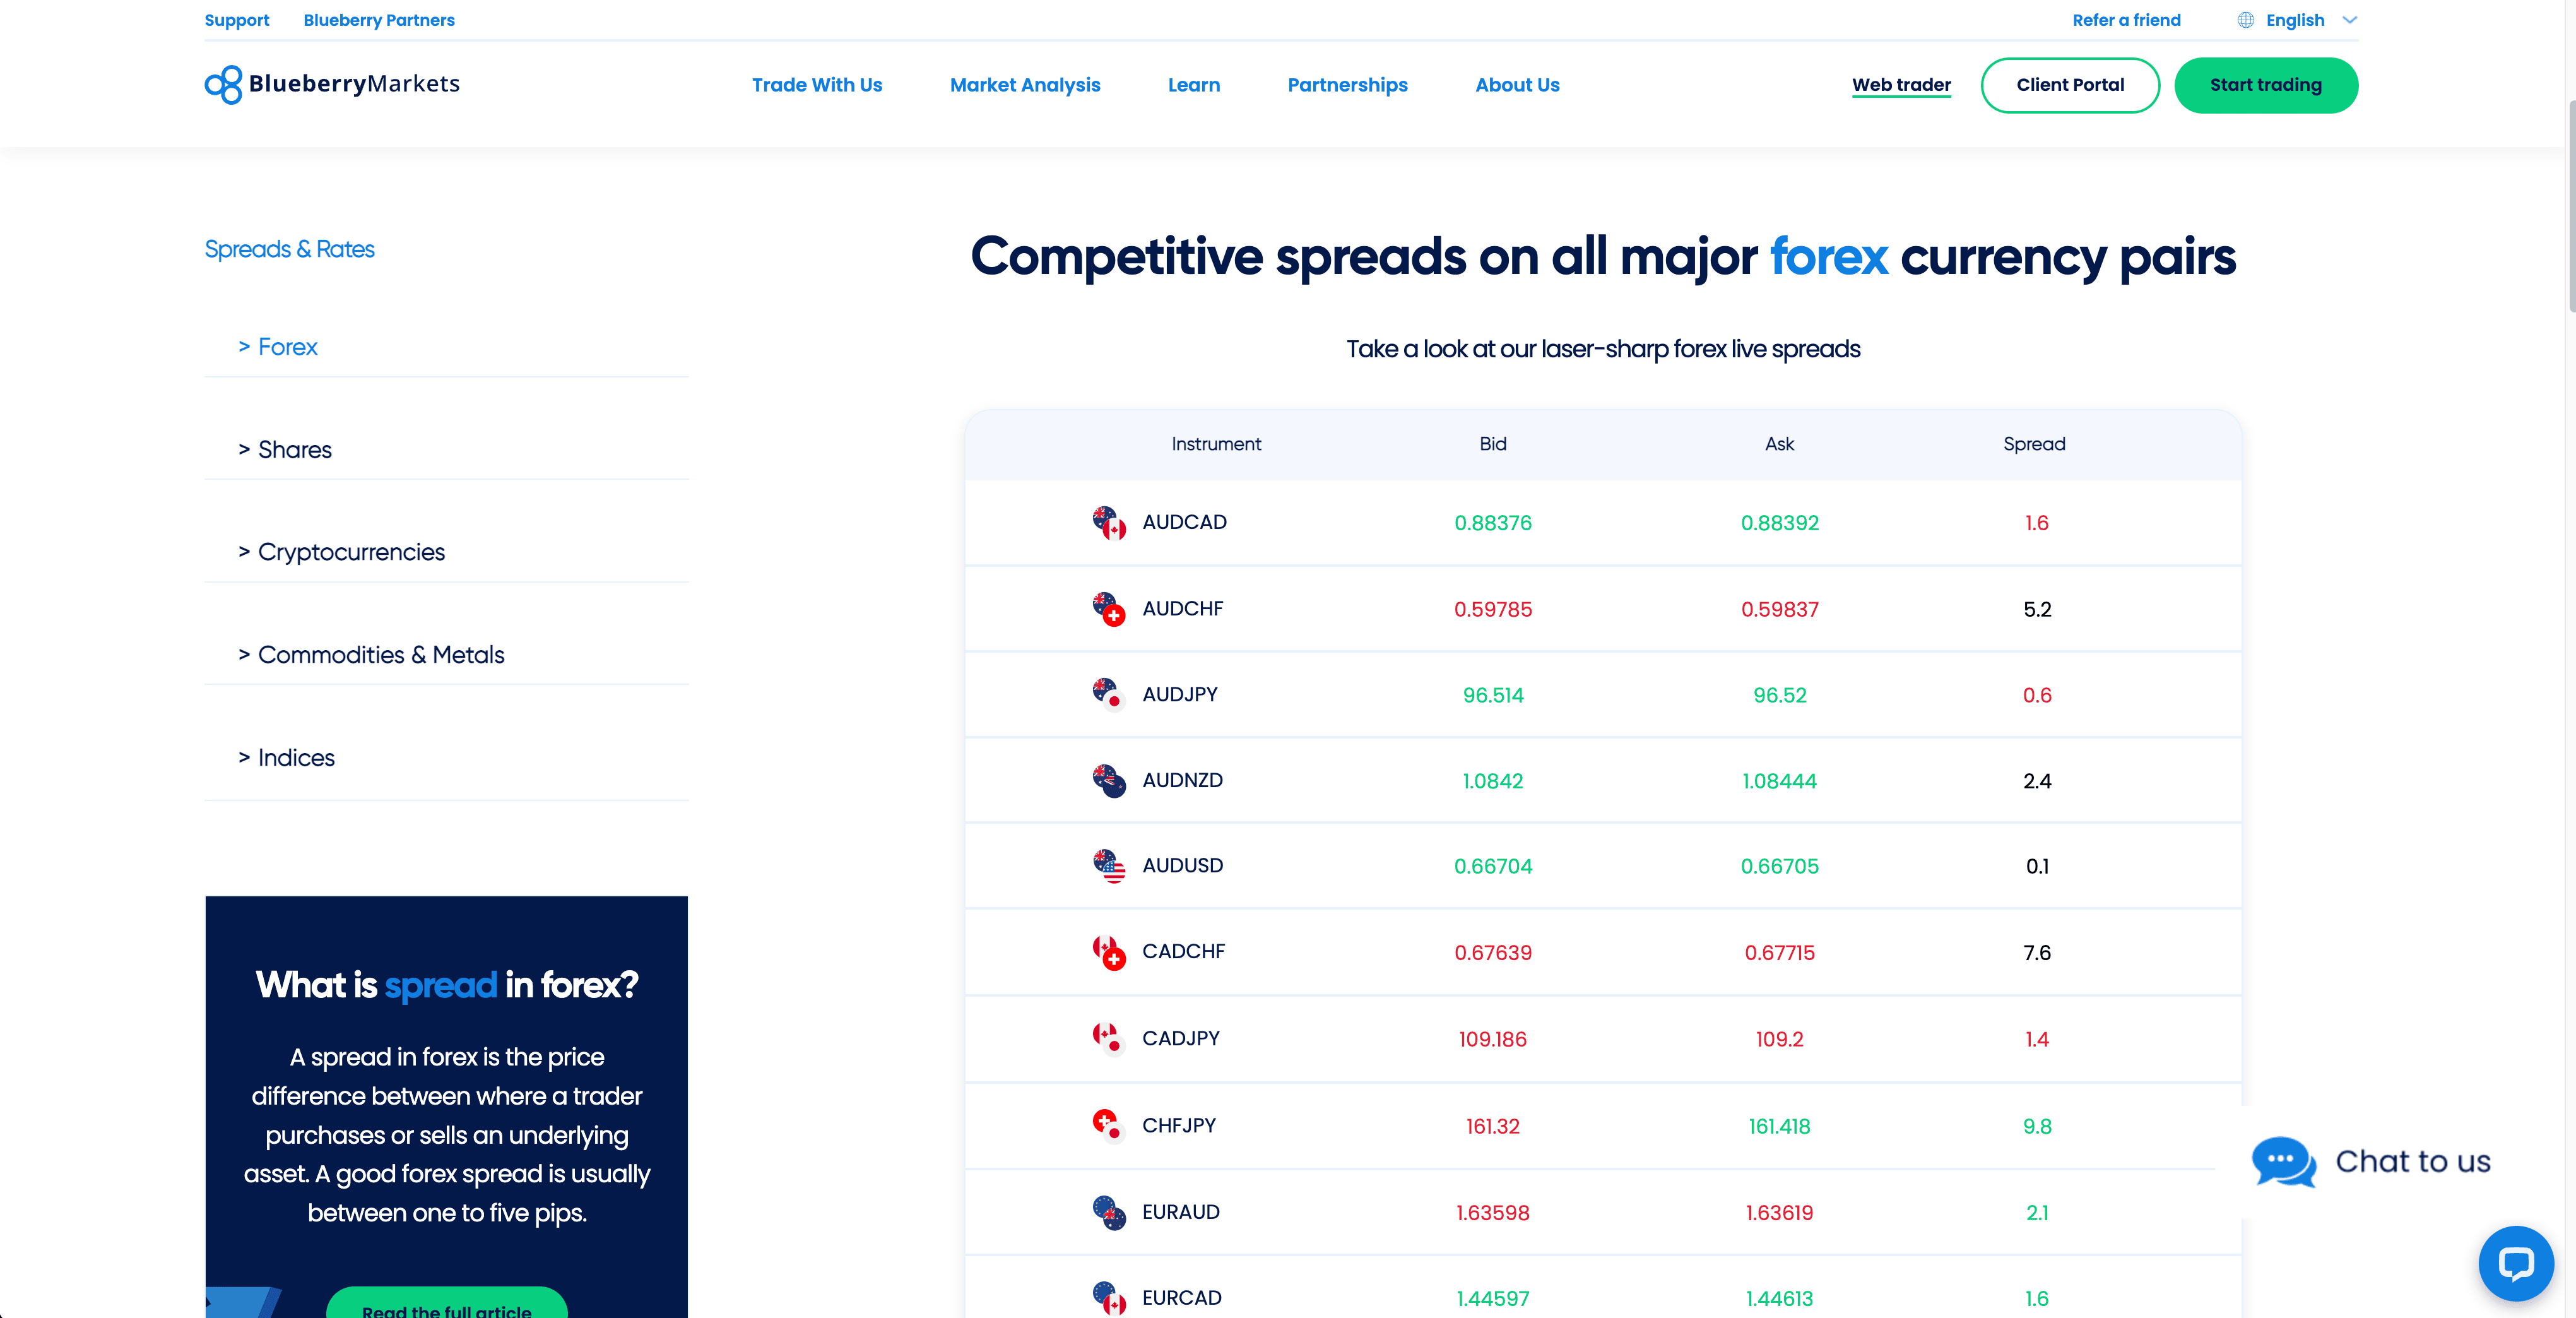 Support Blueberry Partners Refer a friend English
BlueberryMarkets Trade With Us Market Analysis Learn Partnerships About Us Web trader Client Portal Start trading
Spreads & Rates
> Forex
> Shares
> Cryptocurrencies
> Commodities & Metals
> Indices
What is spread in forex?
A spread in forex is the price
difference between where a trader
purchases or sells an underlying
asset. A good forex spread is usually
between one to five pips.
Read the full article
Competitive spreads on all major forex currency pairs
Take a look at our laser-sharp forex live spreads
Instrument Bid Ask Spread
AUDCAD 0.88376 0.88392 1.6
AUDCHF 0.59785 0.59837 5.2
AUDJPY 96.514 96.52 0.6
AUDNZD 1.0842 1.08444 2.4
AUDUSD 0.66704 0.66705 0.1
CADCHF 0.67639 0.67715 7.6
CADJPY 109.186 109.2 1.4
CHFJPY 161.32 161.418 9.8
EURAUD 1.63598 1.63619 2.1
EURCAD 1.44597 1.44613 1.6
Chat to us